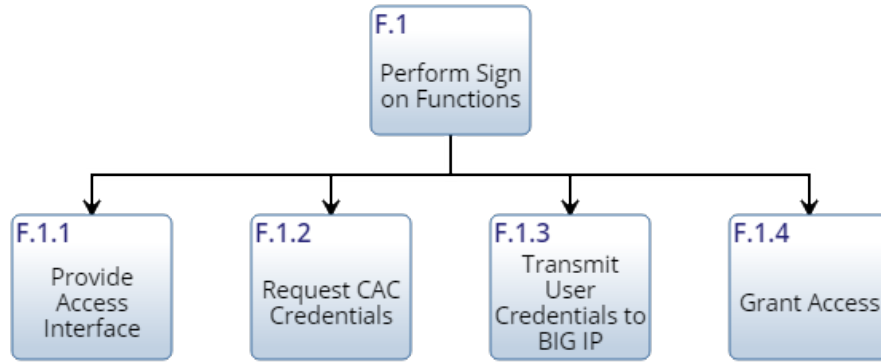 F.1
Perform Sign
on Functions
F.1.1
Provide
Access
Interface
F.1.2
Request CAC
Credentials
F.1.3
Transmit
User
Credentials to
BIG IP
F.1.4
Grant Access